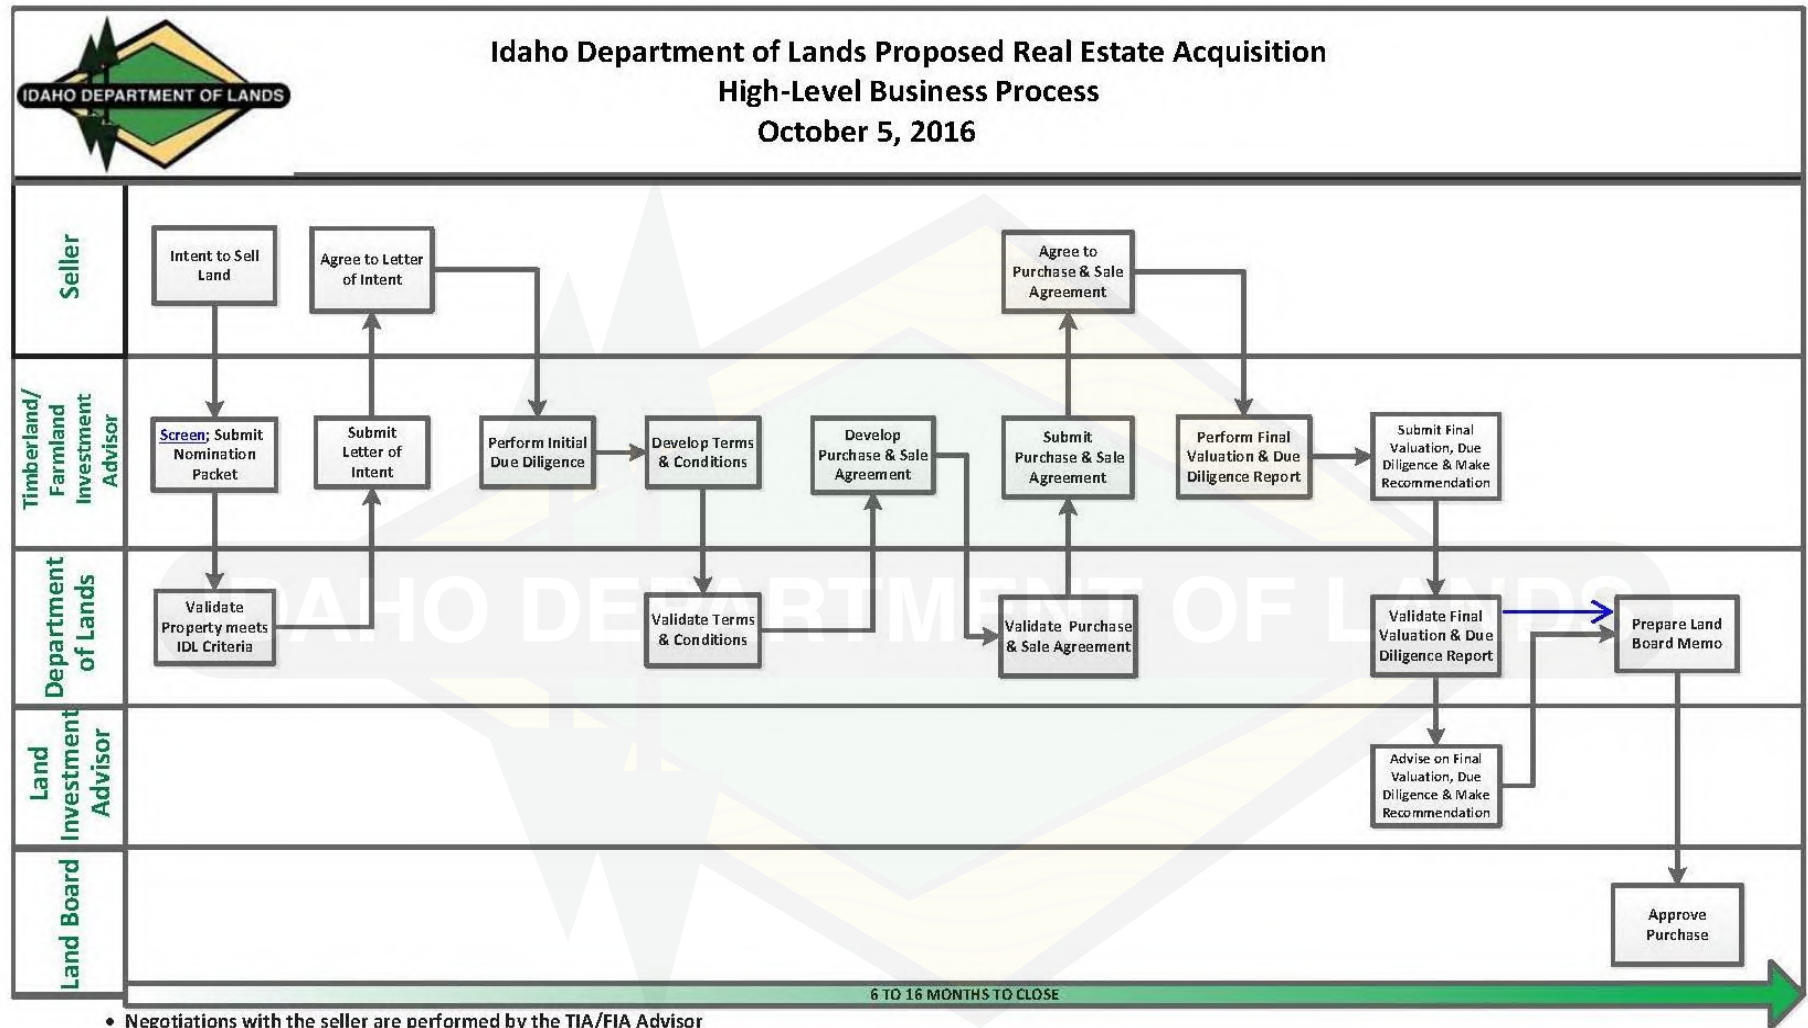 IDAHO DEPARTMENT OF LANDS
Idaho Department of Lands Proposed Real Estate Acquisition
High-Level Business Process
October 5, 2016
Seller
Intent to Sell
Land
Agree to Letter
of Intent
Agree to
Purchase & Sale
Agreement
Timberland/
Farmland
Investment
Advisor
Screen; Submit
Nomination
Packet
Submit
Letter of
Intent
Perform Initial
Due Diligence
Develop Terms
& Conditions
Develop
Purchase & Sale
Agreement
Submit
Purchase & Sale
Agreement
Perform Final
Valuation & Due
Diligence Report
Submit Final
Valuation, Due
Diligence & Make
Recommendation
Department
of Lands
Validate
Property meets
IDL Criteria
Validate Terms
& Conditions
Validate Purchase
& Sale Agreement
Validate Final
Valuation & Due
Diligence Report
Prepare Land
Board Memo
IDAHO DEPARTMENT OF LANDS
Land
Investment
Advisor
Advise on Final
Valuation, Due
Diligence & Make
Recommendation
Land Board
Approve
Purchase
6 TO 16 MONTHS TO CLOSE
• Negotiations with the seller are performed by the TIA/FIA Advisor